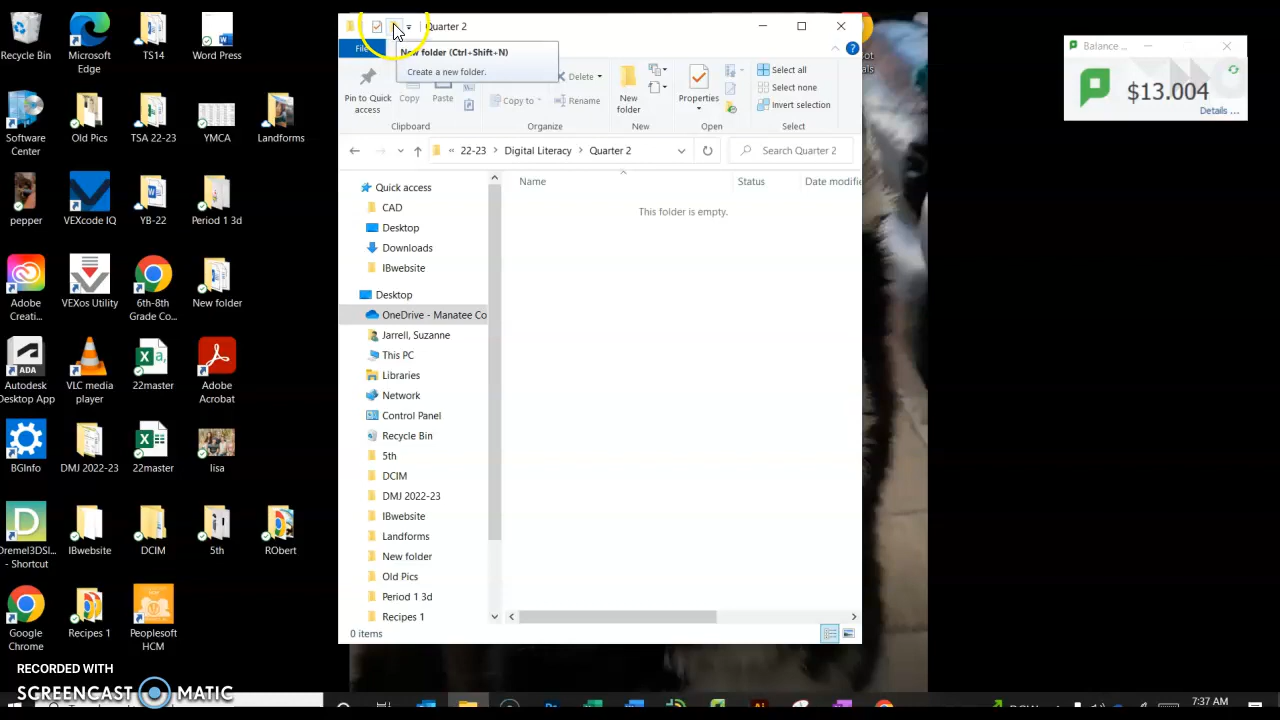 Recycle Bin
Microsoft
Edge
TS14
Word Press
Software
Center
Old Pics
TSA 22-23
YMCA
Landforms
pepper
VEXcode IQ
YB-22
Period 1 3d
Adobe
Creati...
VEXos Utility
6th-8th
Grade Co...
New folder
Autodesk
Desktop App
VLC media
player
22master
Adobe
Acrobat
BGInfo
DMJ 2022-23
22master
lisa
Dremel3DSl...
- Shortcut
IBwebsite
DCIM
5th
RObert
Google
Chrome
Recipes 1
Peoplesoft
HCM
RECORDED WITH
SCREENCAST MATIC
Quarter 2
File
New folder (Ctrl+Shift+N)
Create a new folder.
Pin to Quick
access
Copy
Paste
Clipboard
Copy to
Delete
Rename
Organize
New
folder
New
Properties
Open
Select all
Select none
Invert selection
Select
« 22-23 > Digital Literacy > Quarter 2
Search Quarter 2
Name
Status
Date modifie
This folder is empty.
Quick access
CAD
Desktop
Downloads
IBwebsite
Desktop
OneDrive - Manatee Co
Jarrell, Suzanne
This PC
Libraries
Network
Control Panel
Recycle Bin
5th
DCIM
DMJ 2022-23
IBwebsite
Landforms
New folder
Old Pics
Period 1 3d
Recipes 1
0 items
Balance ...
$13.004
Details ...
7:37 AM